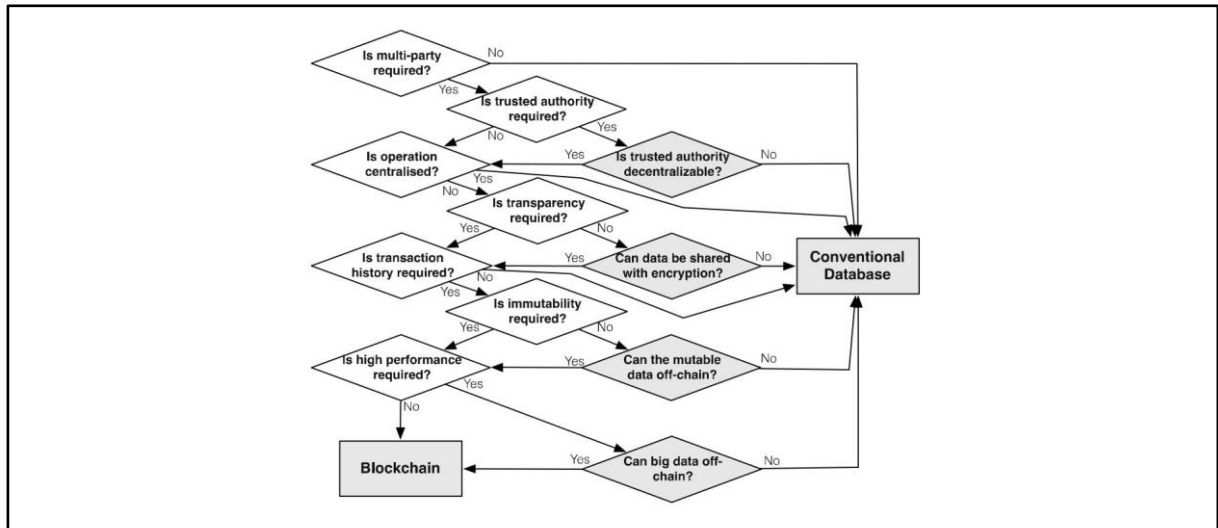 Is multi-party
required?
No
Yes
Is trusted authority
required?
No
Yes
Is operation
centralised?
Yes
Is trusted authority
decentralizable?
No
Yes
No
Is transparency
required?
Yes
No
Is transaction
history required?
Yes
Can data be shared
with encryption?
No
Conventional
Database
No
Yes
Is immutability
required?
Yes
No
Is high performance
required?
Yes
Can the mutable
data off-chain?
No
Yes
No
Blockchain
Yes
Can big data off-
chain?
No